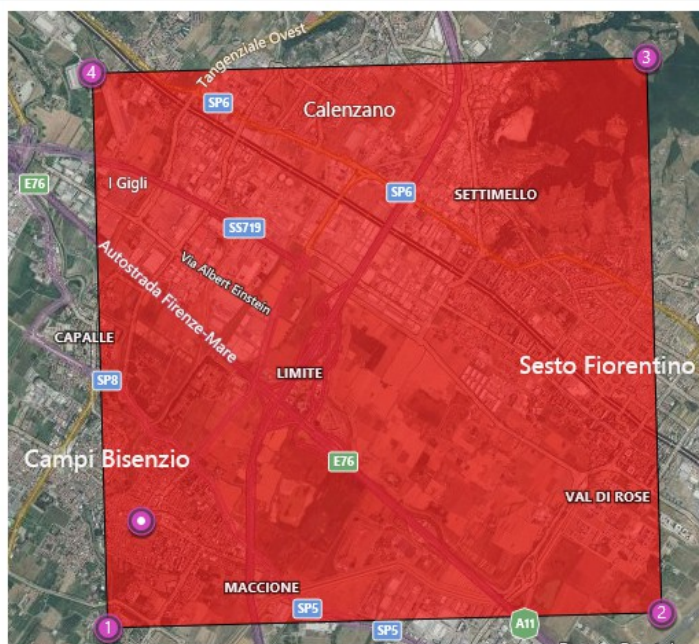 Tangenziale Ovest
3
4
SP6
Calenzano
I Gigli
E76
SP6
SETTIMELLO
SS719
Via Albert Einstein
Autostrada Firenze-Mare
CAPALLE
LIMITE
Sesto Fiorentino
SP8
Campi Bisenzio
E76
VAL DI ROSE
MACCIONE
SP5
2
1
SP5
A11